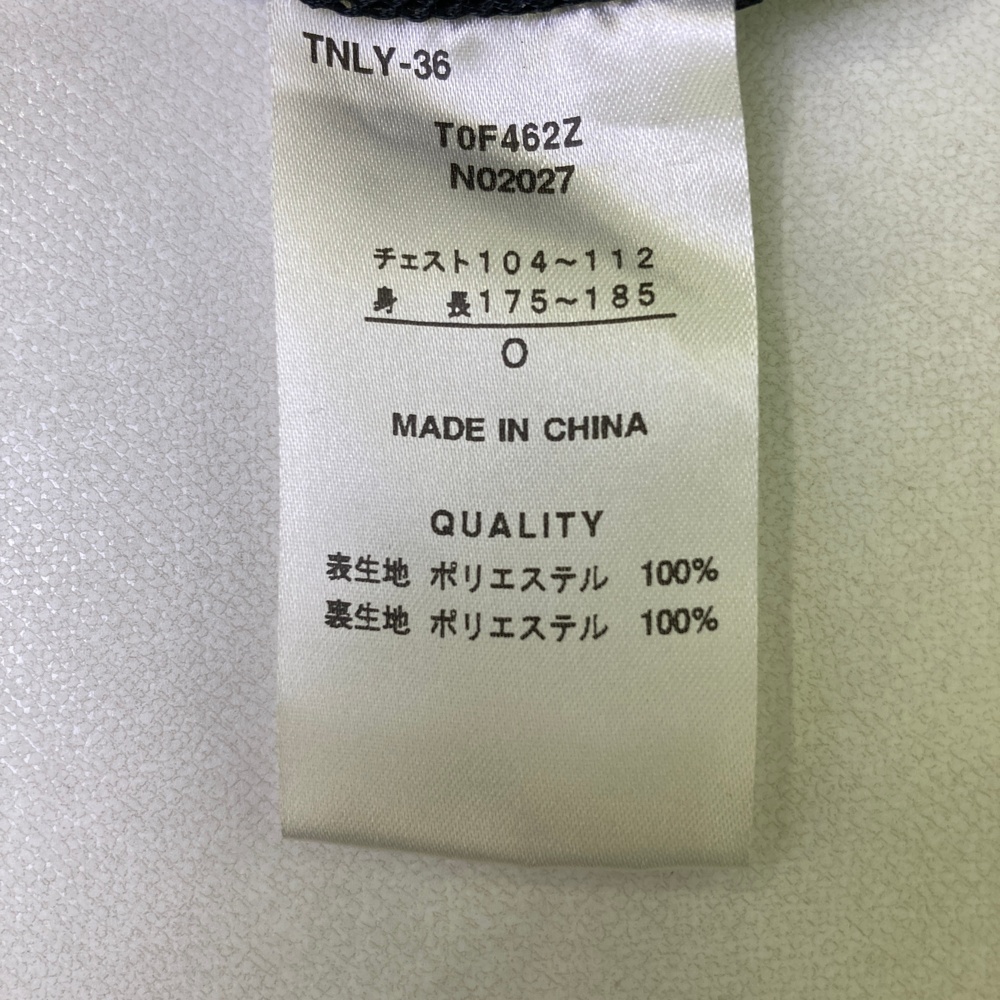 TNLY-36
T0F462Z
N02027
チェスト104~112
身 長175~185
O
MADE IN CHINA
QUALITY
表生地 ポリエステル 100%
裏生地 ポリエステル 100%